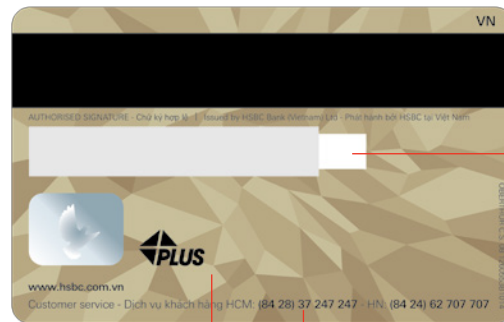 VN
AUTHORISED SIGNATURE - Chữ ký hợp lệ | Issued by HSBC Bank (Vietnam) Ltd - Phát hành bởi HSBC tại Việt Nam
PLUS
www.hsbc.com.vn
Customer service - Dịch vụ khách hàng HCM: (84 28) 37 247 247 - HN: (84 24) 62 707 707